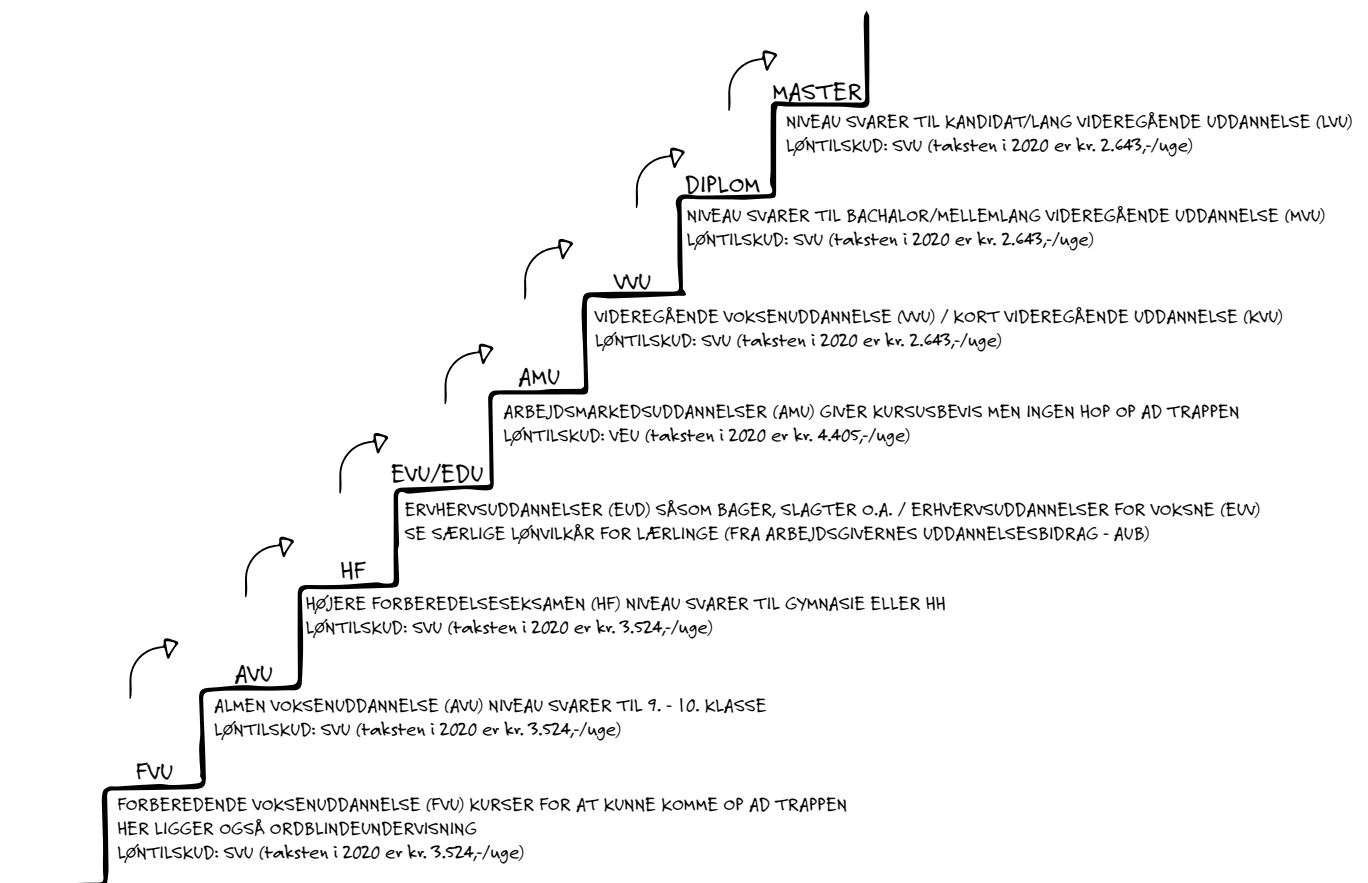 MASTER
NIVEAU SVARER TIL KANDIDAT/LANG VIDEREGÅENDE UDDANNELSE (LVU)
LØNTILSKUD: SVU (taksten i 2020 er kr. 2.643,-/uge)
DIPLOM
NIVEAU SVARER TIL BACHALOR/MELLEMLANG VIDEREGÅENDE UDDANNELSE (MVU)
LØNTILSKUD: SVU (taksten i 2020 er kr. 2.643,-/uge)
VVU
VIDEREGÅENDE VOKSENUDDANNELSE (VVU) / KORT VIDEREGÅENDE UDDANNELSE (KVU)
LØNTILSKUD: SVU (taksten i 2020 er kr. 2.643,-/uge)
AMU
ARBEJDSMARKEDSUDDANNELSER (AMU) GIVER KURSUSBEVIS MEN INGEN HOP OP AD TRAPPEN
LØNTILSKUD: VEU (taksten i 2020 er kr. 4.405,-/uge)
EVU/EDU
ERVHERVSUDDANNELSER (EUD) SÅSOM BAGER, SLAGTER O.A. / ERHVERVSUDDANNELSER FOR VOKSNE (EUV)
SE SÆRLIGE LØNVILKÅR FOR LÆRLINGE (FRA ARBEJDSGIVERNES UDDANNELSESBIDRAG - AUB)
HF
HØJERE FORBEREDELSESEKSAMEN (HF) NIVEAU SVARER TIL GYMNASIE ELLER HH
LØNTILSKUD: SVU (taksten i 2020 er kr. 3.524,-/uge)
AVU
ALMEN VOKSENUDDANNELSE (AVU) NIVEAU SVARER TIL 9. - 10. KLASSE
LØNTILSKUD: SVU (taksten i 2020 er kr. 3.524,-/uge)
FVU
FORBEREDENDE VOKSENUDDANNELSE (FVU) KURSER FOR AT KUNNE KOMME OP AD TRAPPEN
HER LIGGER OGSÅ ORDBLINDEUNDERVISNING
LØNTILSKUD: SVU (taksten i 2020 er kr. 3.524,-/uge)